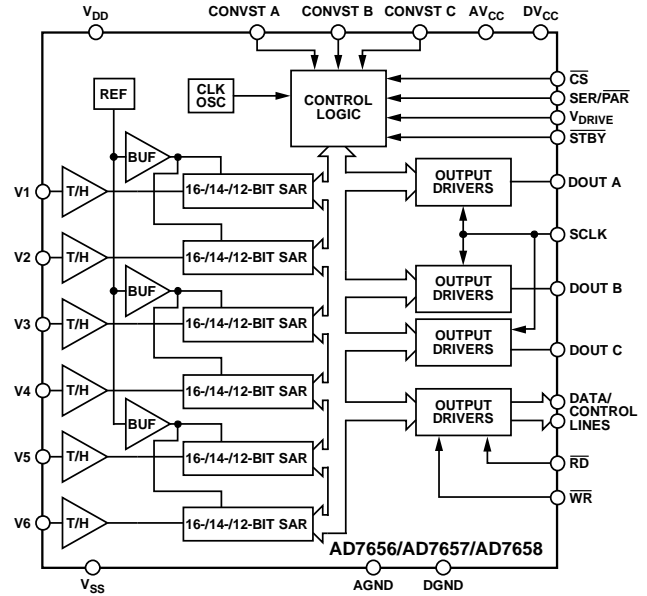 VDD
CONVST A
CONVST B
CONVST C
AVCC
DVCC
REF
CLK
OSC
CONTROL
LOGIC
CS
SER/PAR
VDRIVE
STBY
BUF
V1
T/H
16-/14-/12-BIT SAR
OUTPUT
DRIVERS
DOUT A
SCLK
V2
T/H
16-/14-/12-BIT SAR
BUF
OUTPUT
DRIVERS
DOUT B
V3
T/H
16-/14-/12-BIT SAR
OUTPUT
DRIVERS
DOUT C
V4
T/H
16-/14-/12-BIT SAR
BUF
OUTPUT
DRIVERS
DATA/
CONTROL
LINES
V5
T/H
16-/14-/12-BIT SAR
RD
WR
V6
T/H
16-/14-/12-BIT SAR
AD7656/AD7657/AD7658
VSS
AGND
DGND